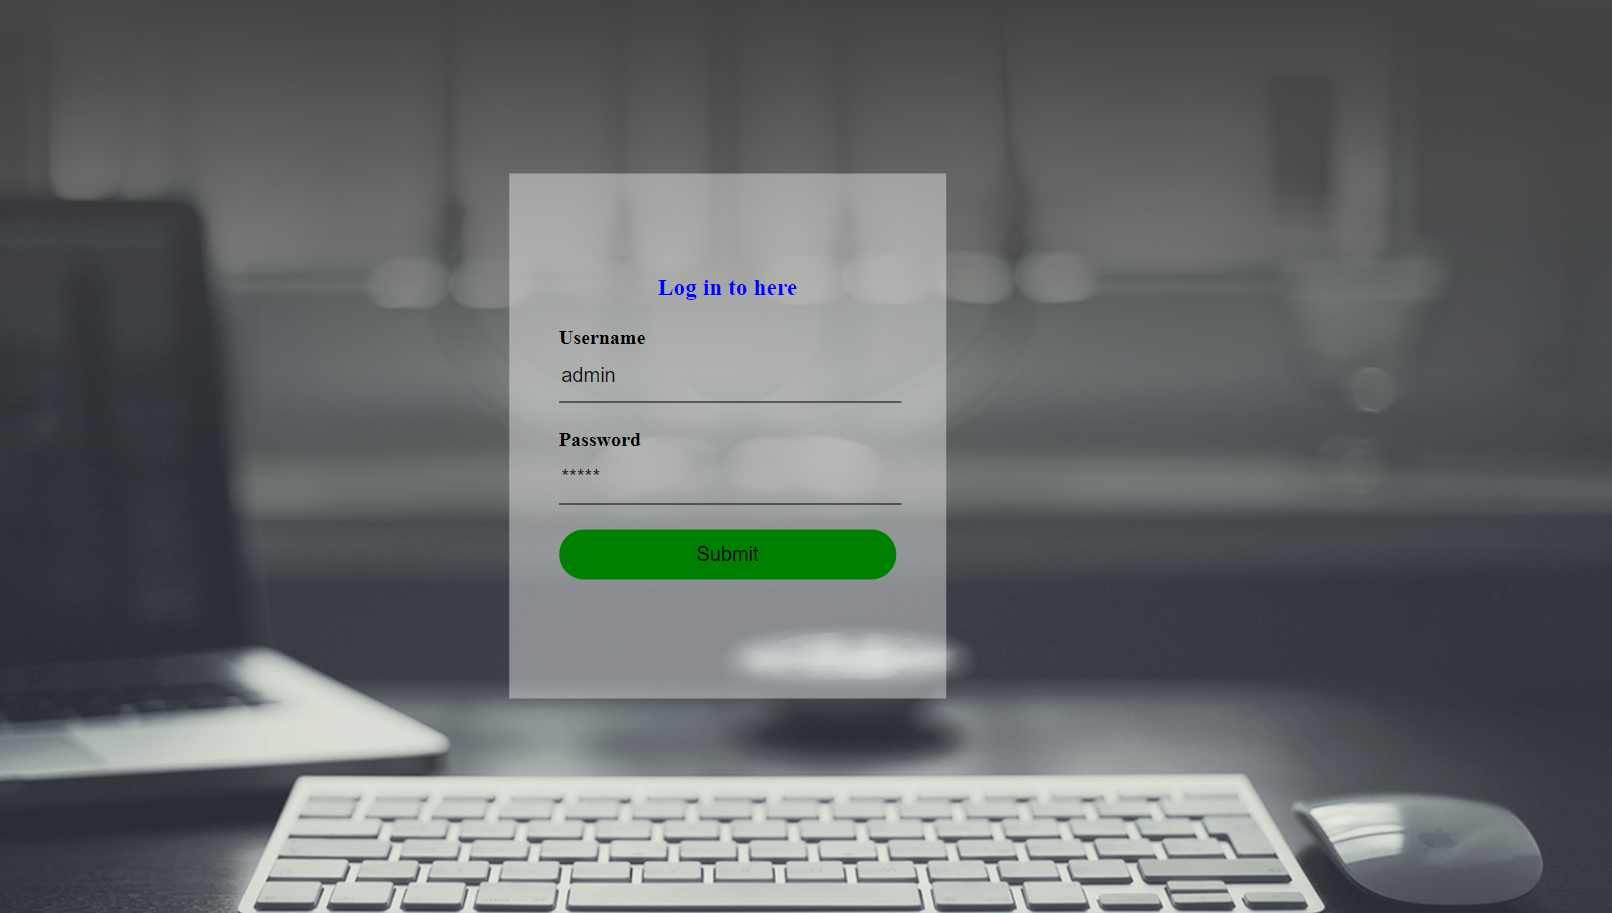 Log in to here
Username
admin
Password
*****
Submit